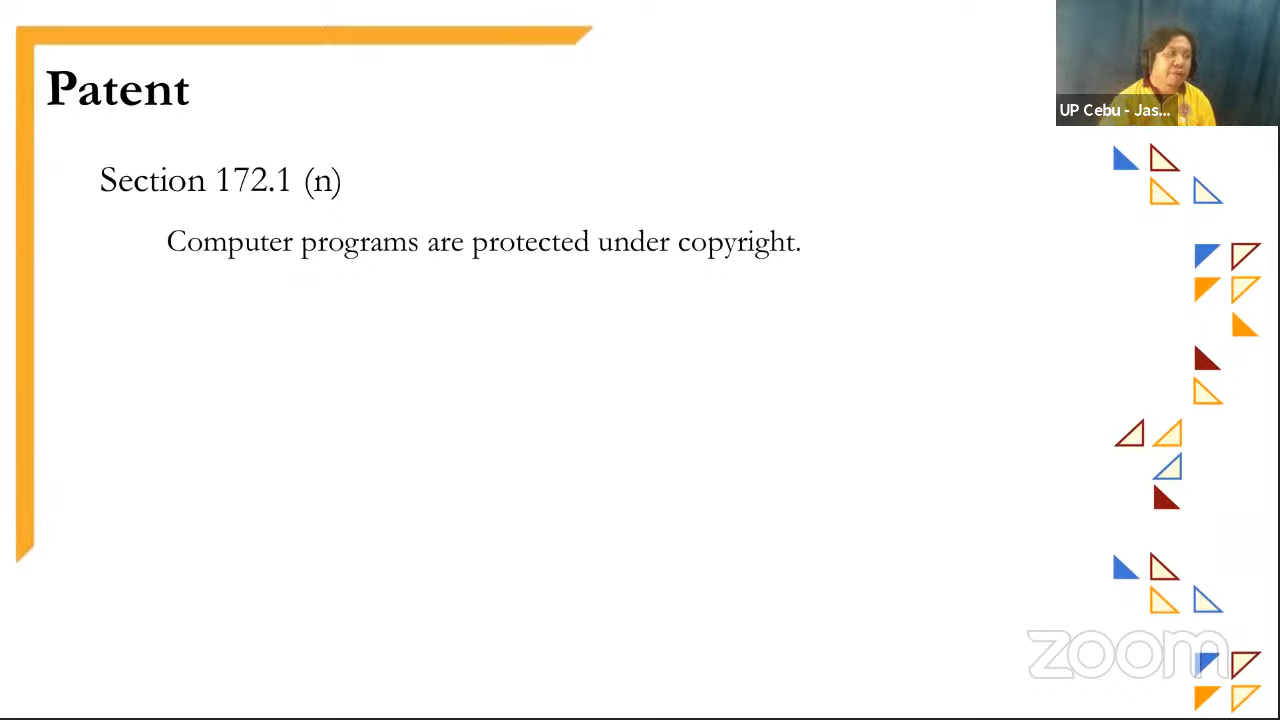 Patent
UP Cebu - Jas...
Section 172.1 (n)
Computer programs are protected under copyright.
zoom